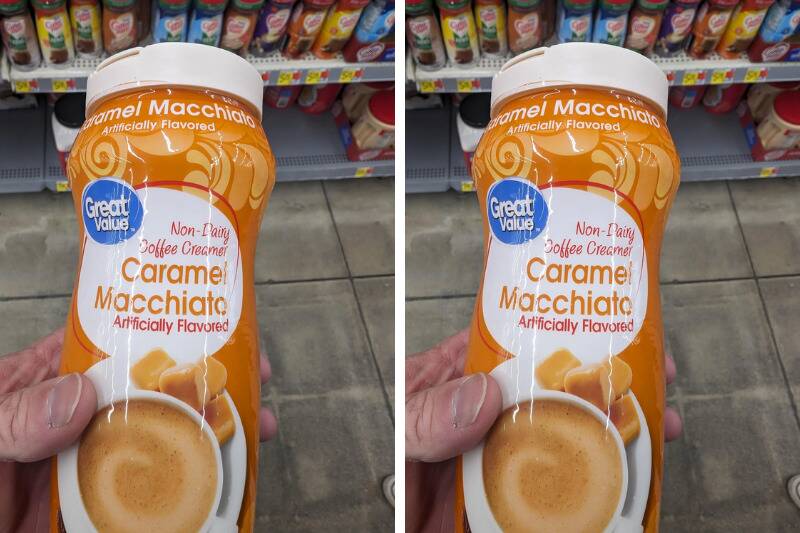 Caramel Macchiato
Artificially Flavored
Great
Value
Non-Dairy
Coffee Creamer
Caramel
Macchiato
Artificially Flavored
Caramel Macchiato
Artificially Flavored
Great
Value
Non-Dairy
Coffee Creamer
Caramel
Macchiato
Artificially Flavored